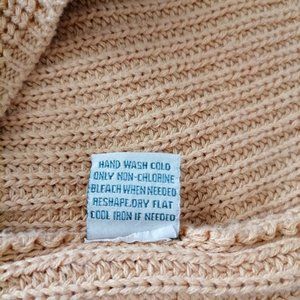 HAND WASH COLD
ONLY NON-CHLORINE
BLEACH WHEN NEEDED
RESHAPE.DRY FLAT
COOL IRON IF NEEDED